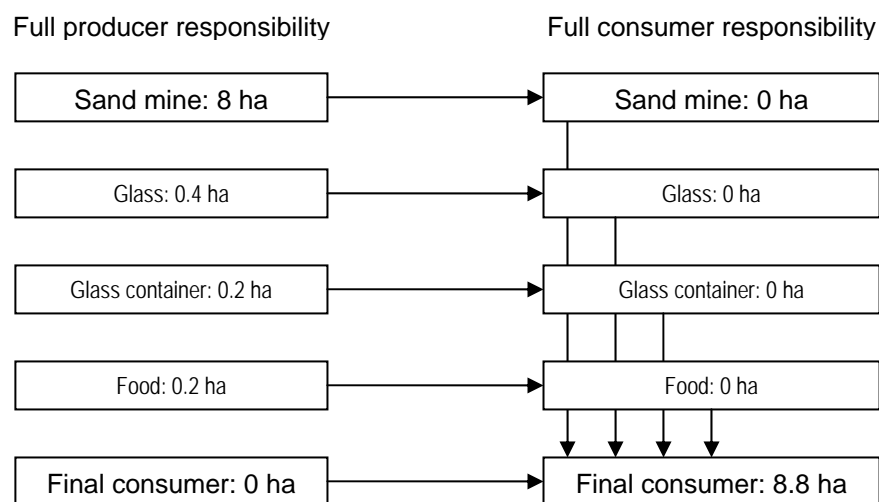 Full producer responsibility
Full consumer responsibility
Sand mine: 8 ha
Sand mine: 0 ha
Glass: 0.4 ha
Glass: 0 ha
Glass container: 0.2 ha
Glass container: 0 ha
Food: 0.2 ha
Food: 0 ha
Final consumer: 0 ha
Final consumer: 8.8 ha